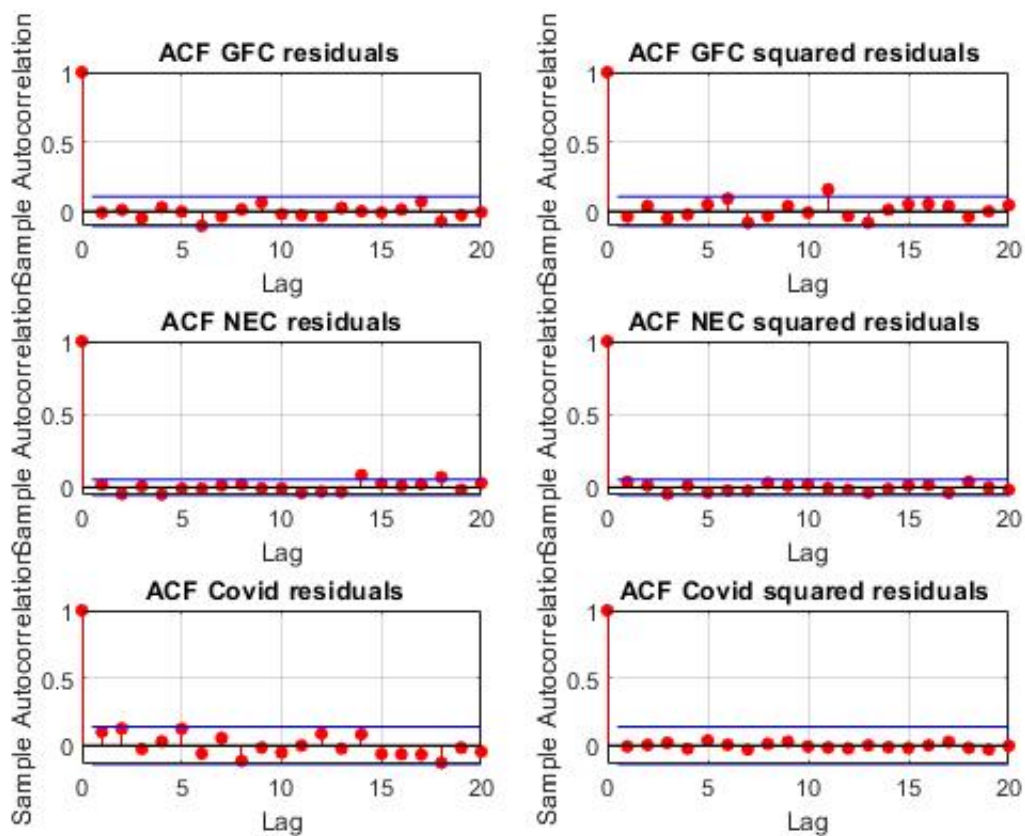 ACF GFC residuals
Sample Autocorrelation
1
0.5
0
0 5 10 15 20
Lag
ACF GFC squared residuals
Sample Autocorrelation
1
0.5
0
0 5 10 15 20
Lag
ACF NEC residuals
Sample Autocorrelation
1
0.5
0
0 5 10 15 20
Lag
ACF NEC squared residuals
Sample Autocorrelation
1
0.5
0
0 5 10 15 20
Lag
ACF Covid residuals
Sample Autocorrelation
1
0.5
0
0 5 10 15 20
Lag
ACF Covid squared residuals
Sample Autocorrelation
1
0.5
0
0 5 10 15 20
Lag